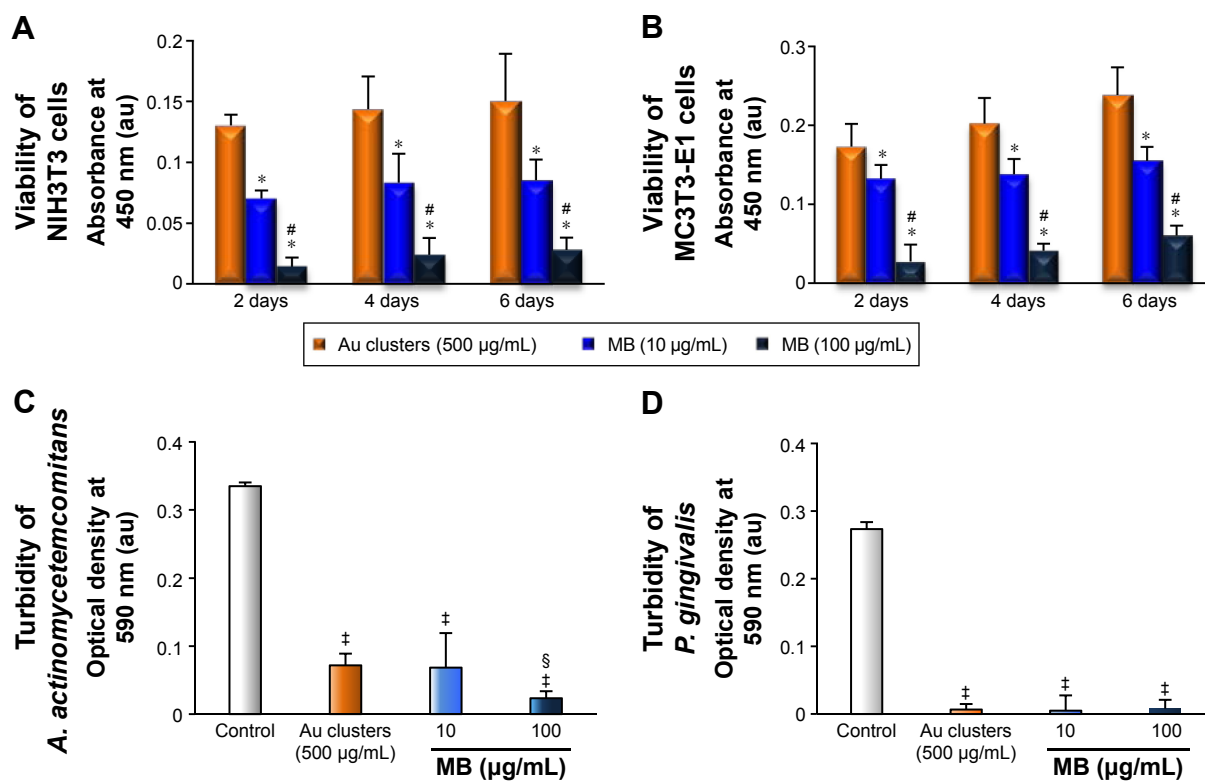 A
Viability of
NIH3T3 cells
Absorbance at
450 nm (au)
0.2
0.15
0.1
0.05
0
*
# *
*
# *
*
# *
2 days
4 days
6 days
B
Viability of
MC3T3-E1 cells
Absorbance at
450 nm (au)
0.3
0.2
0.1
0
*
# *
*
# *
*
# *
2 days
4 days
6 days
Au clusters (500 µg/mL)
MB (10 µg/mL)
MB (100 µg/mL)
C
Turbidity of
A. actinomycetemcomitans
Optical density at
590 nm (au)
0.4
0.3
0.2
0.1
0
‡
‡
§
‡
Control
Au clusters
(500 µg/mL)
10
100
MB (µg/mL)
D
Turbidity of
P. gingivalis
Optical density at
590 nm (au)
0.4
0.3
0.2
0.1
0
‡
‡
‡
Control
Au clusters
(500 µg/mL)
10
100
MB (µg/mL)